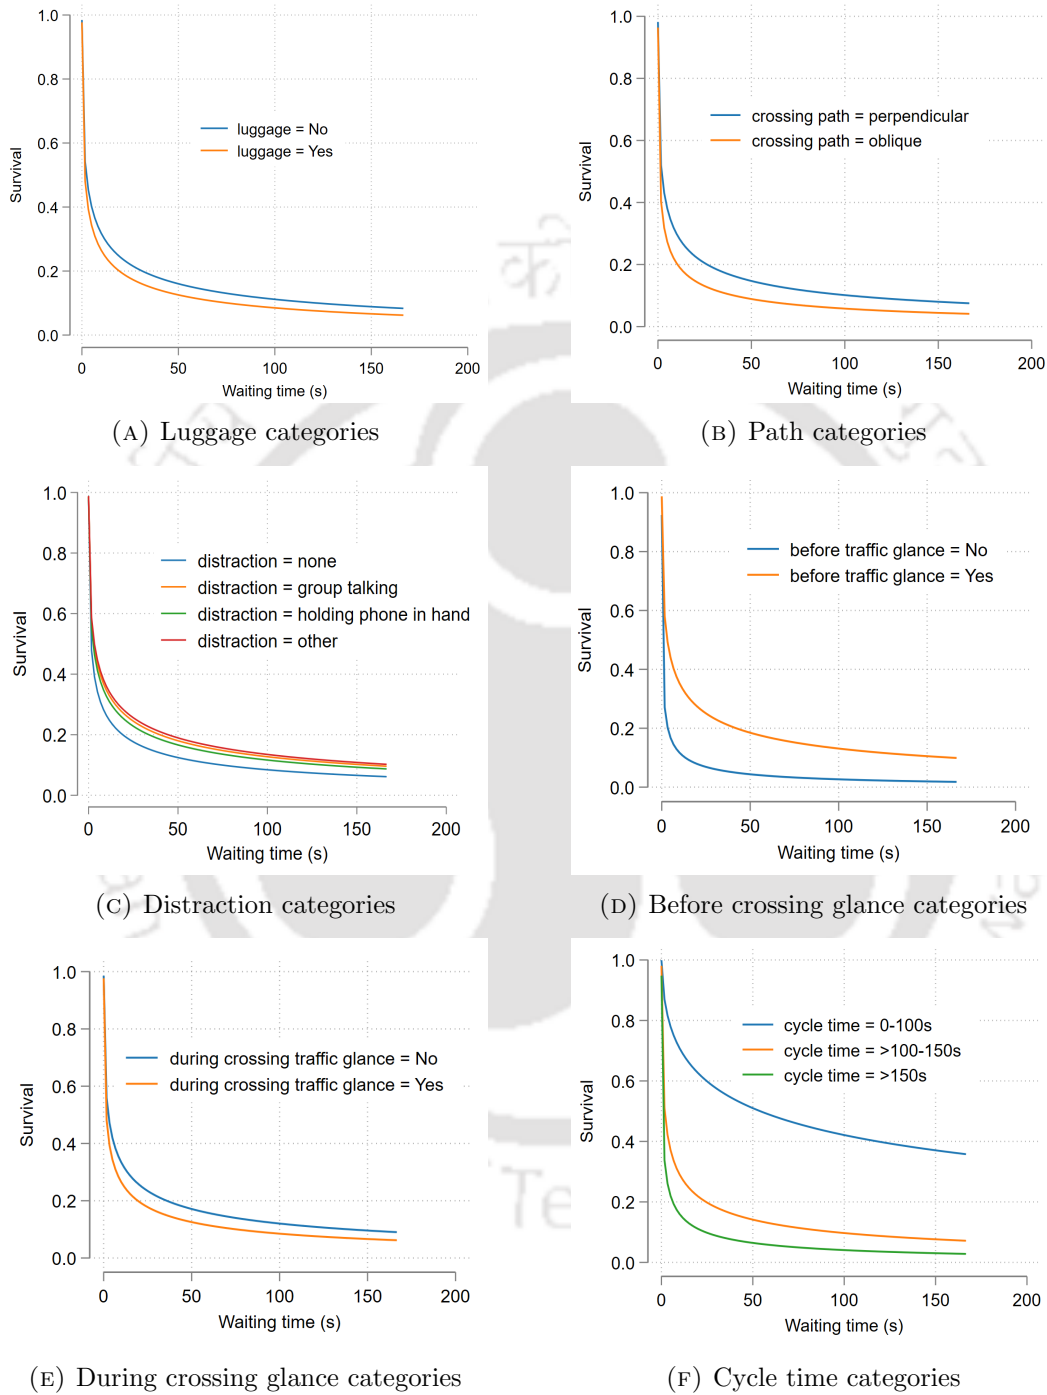 1.0
0.8
0.6
0.4
0.2
0.0
Survival
luggage = No
luggage = Yes
0 50 100 150 200
Waiting time (s)
(A) Luggage categories
1.0
0.8
0.6
0.4
0.2
0.0
Survival
crossing path = perpendicular
crossing path = oblique
0 50 100 150 200
Waiting time (s)
(B) Path categories
1.0
0.8
0.6
0.4
0.2
0.0
Survival
distraction = none
distraction = group talking
distraction = holding phone in hand
distraction = other
0 50 100 150 200
Waiting time (s)
(C) Distraction categories
1.0
0.8
0.6
0.4
0.2
0.0
Survival
before traffic glance = No
before traffic glance = Yes
0 50 100 150 200
Waiting time (s)
(D) Before crossing glance categories
1.0
0.8
0.6
0.4
0.2
0.0
Survival
during crossing traffic glance = No
during crossing traffic glance = Yes
0 50 100 150 200
Waiting time (s)
(E) During crossing glance categories
1.0
0.8
0.6
0.4
0.2
0.0
Survival
cycle time = 0-100s
cycle time = >100-150s
cycle time = >150s
0 50 100 150 200
Waiting time (s)
(F) Cycle time categories